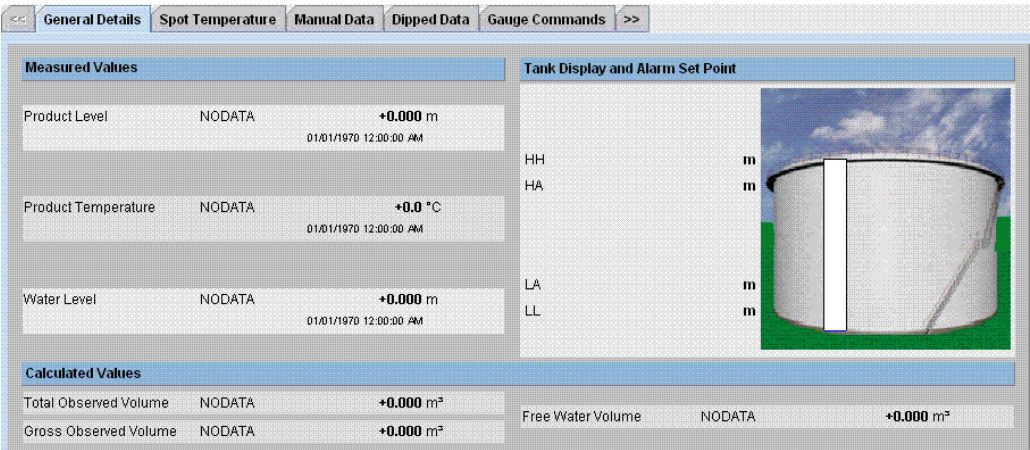 << General Details Spot Temperature Manual Data Dipped Data Gauge Commands >>
Measured Values
Product Level NODATA +0.000 m
01/01/1970 12:00:00 AM
Product Temperature NODATA +0.0 °C
01/01/1970 12:00:00 AM
Water Level NODATA +0.000 m
01/01/1970 12:00:00 AM
Tank Display and Alarm Set Point
HH m
HA m
LA m
LL m
Calculated Values
Total Observed Volume NODATA +0.000 m³
Gross Observed Volume NODATA +0.000 m³
Free Water Volume NODATA +0.000 m³